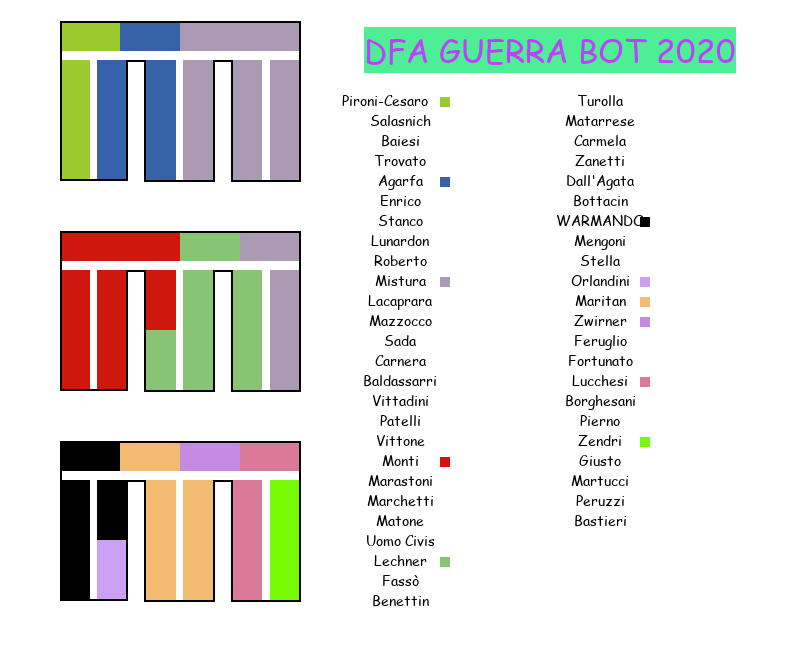 DFA GUERRA BOT 2020
Pironi-Cesaro
Salasnich
Baiesi
Trovato
Agarfa
Enrico
Stanco
Lunardon
Roberto
Mistura
Lacaprara
Mazzocco
Sada
Carnera
Baldassarri
Vittadini
Patelli
Vittone
Monti
Marastoni
Marchetti
Matone
Uomo Civis
Lechner
Fassò
Benettin
Turolla
Matarrese
Carmela
Zanetti
Dall'Agata
Bottacin
WARMANDO
Mengoni
Stella
Orlandini
Maritan
Zwirner
Feruglio
Fortunato
Lucchesi
Borghesani
Pierno
Zendri
Giusto
Martucci
Peruzzi
Bastieri